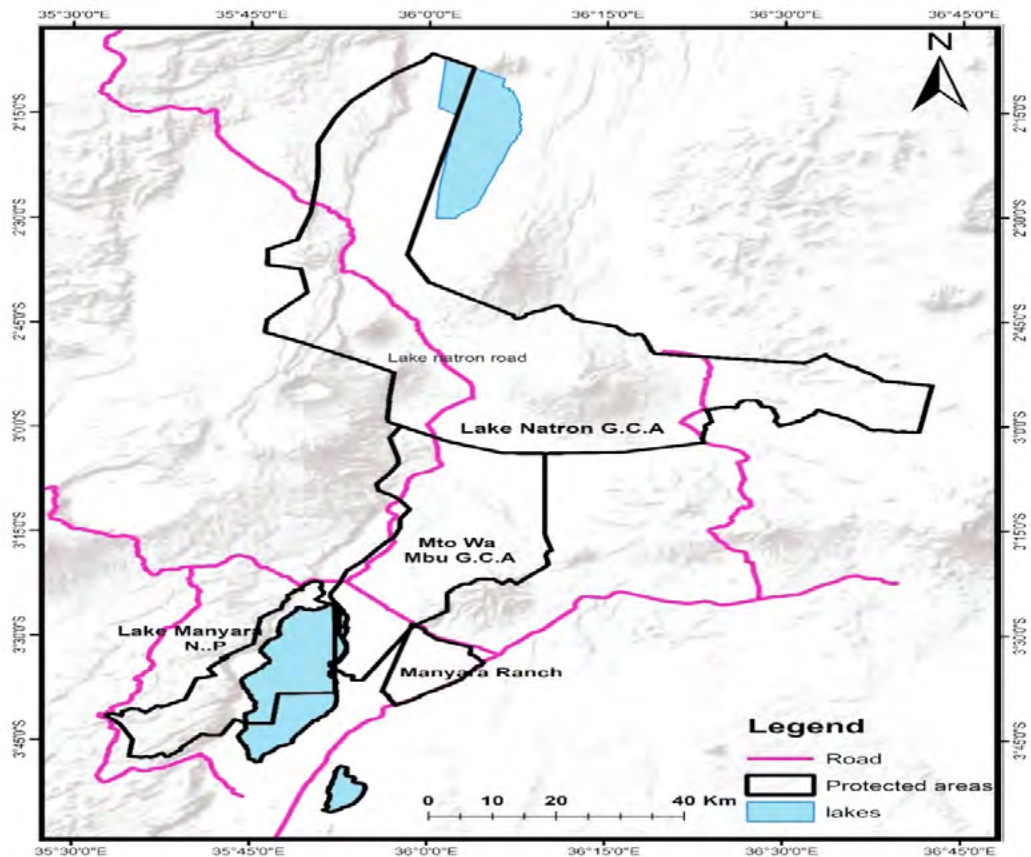 35°30'0"E
35°45'0"E
36°0'0"E
36°15'0"E
36°30'0"E
36°45'0"E
N
2°15'0"S
2°15'0"S
2°30'0"S
2°30'0"S
2°45'0"S
2°45'0"S
Lake natron road
Lake Natron G.C.A
3°0'0"S
3°0'0"S
3°15'0"S
3°15'0"S
Mto Wa
Mbu G.C.A
Lake Manyara
N..P
3°30'0"S
3°30'0"S
Manyara Ranch
3°45'0"S
3°45'0"S
Legend
Road
Protected areas
lakes
0 10 20 40 Km
35°30'0"E
35°45'0"E
36°0'0"E
36°15'0"E
36°30'0"E
36°45'0"E